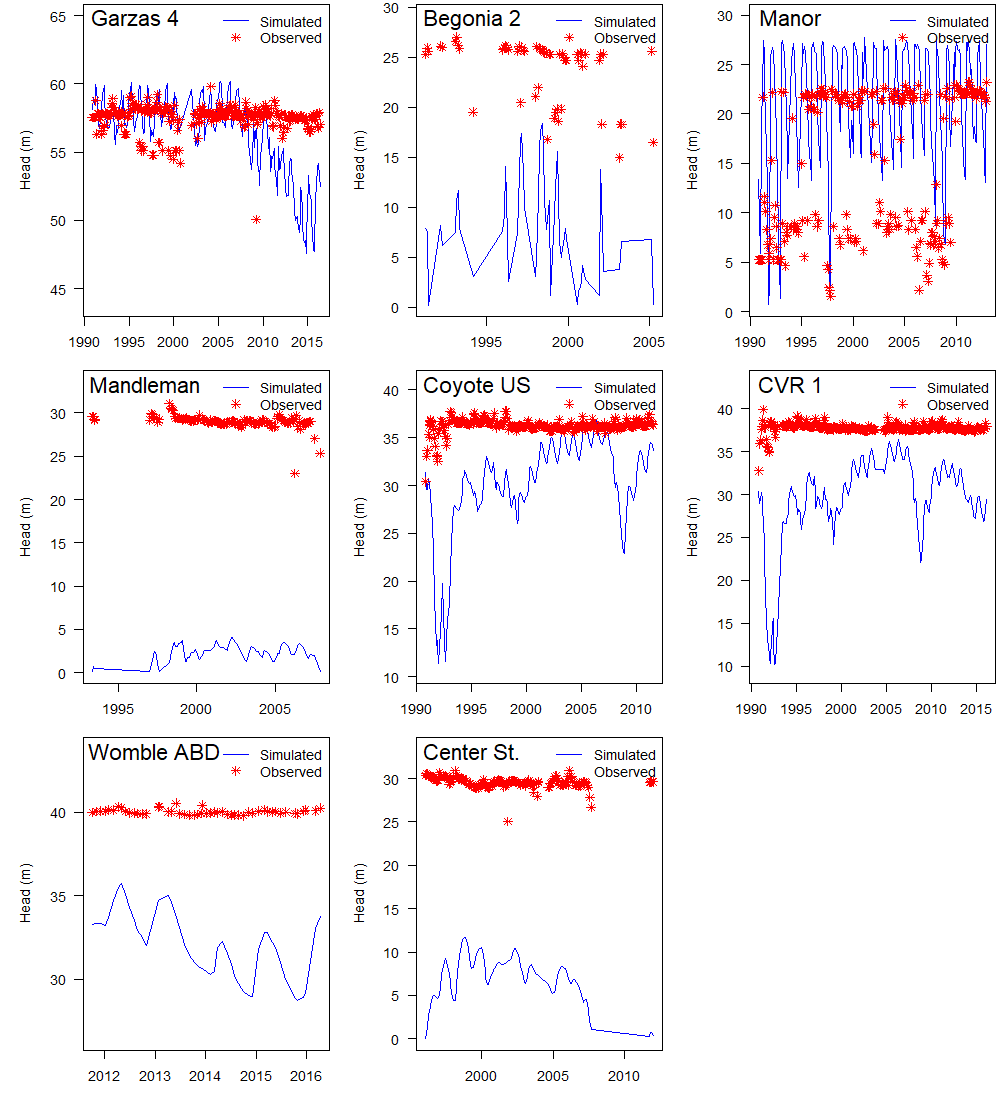 Garzas 4
Simulated
Observed
Head (m)
65
60
55
50
45
1990 1995 2000 2005 2010 2015
Begonia 2
Simulated
Observed
Head (m)
30
25
20
15
10
5
0
1995 2000 2005
Manor
Simulated
Observed
Head (m)
30
25
20
15
10
5
0
1990 1995 2000 2005 2010
Mandleman
Simulated
Observed
Head (m)
30
25
20
15
10
5
0
1995 2000 2005
Coyote US
Simulated
Observed
Head (m)
40
35
30
25
20
15
10
1990 1995 2000 2005 2010
CVR 1
Simulated
Observed
Head (m)
40
35
30
25
20
15
10
1990 1995 2000 2005 2010 2015
Womble ABD
Simulated
Observed
Head (m)
40
35
30
2012 2013 2014 2015 2016
Center St.
Simulated
Observed
Head (m)
30
25
20
15
10
5
0
2000 2005 2010